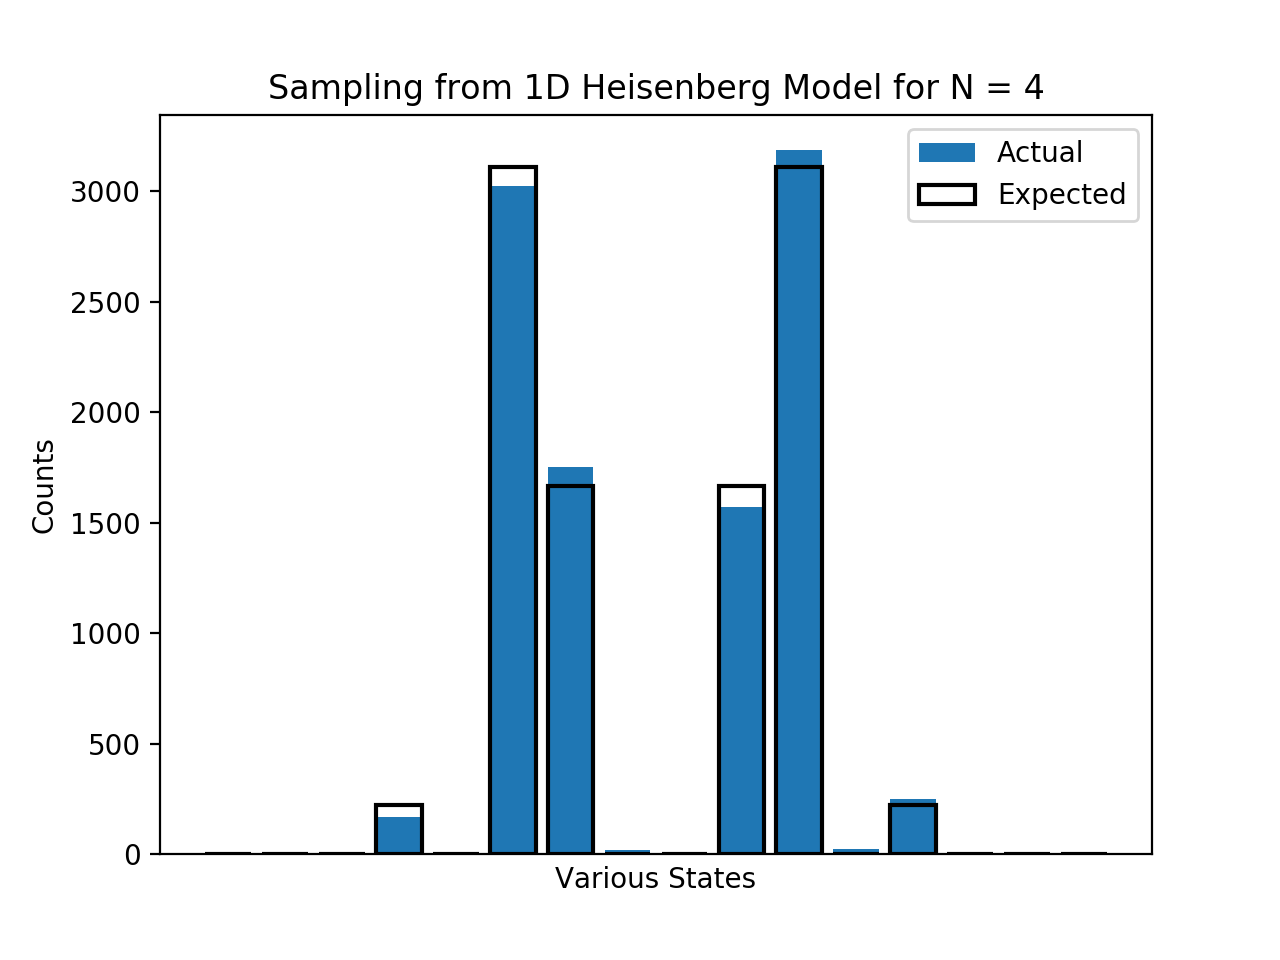 Sampling from 1D Heisenberg Model for N = 4
Actual
Expected
3000
2500
2000
1500
1000
500
0
Counts
Various States